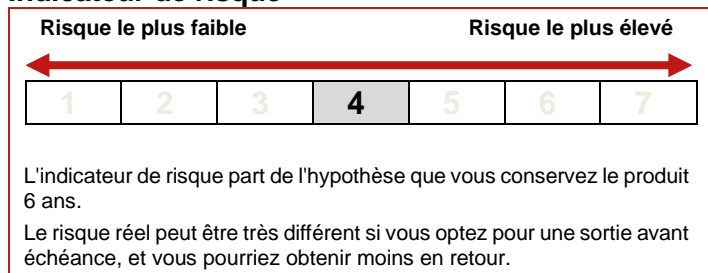 Indicateur de risque
Risque le plus faible Risque le plus élevé
1 2 3 4 5 6 7
L'indicateur de risque part de l'hypothèse que vous conservez le produit
6 ans.
Le risque réel peut être très différent si vous optez pour une sortie avant
échéance, et vous pourriez obtenir moins en retour.